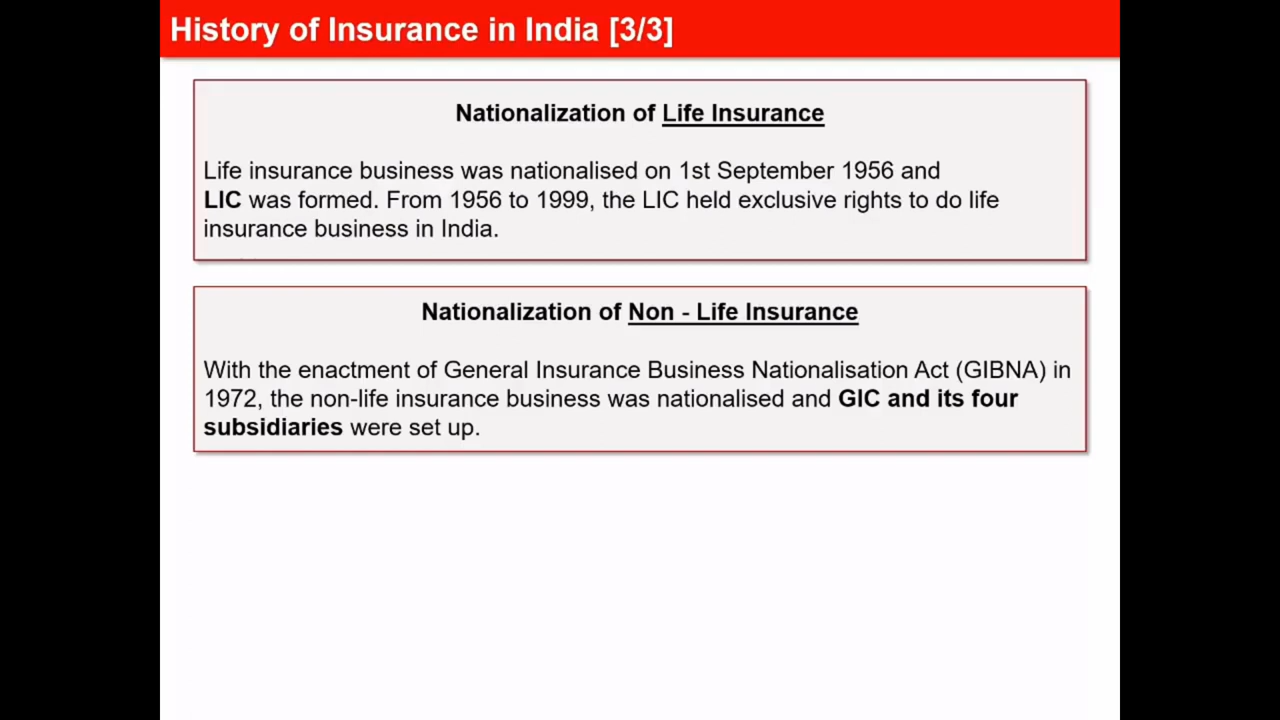 History of Insurance in India [3/3]
Nationalization of Life Insurance
Life insurance business was nationalised on 1st September 1956 and
LIC was formed. From 1956 to 1999, the LIC held exclusive rights to do life
insurance business in India.
Nationalization of Non - Life Insurance
With the enactment of General Insurance Business Nationalisation Act (GIBNA) in
1972, the non-life insurance business was nationalised and GIC and its four
subsidiaries were set up.